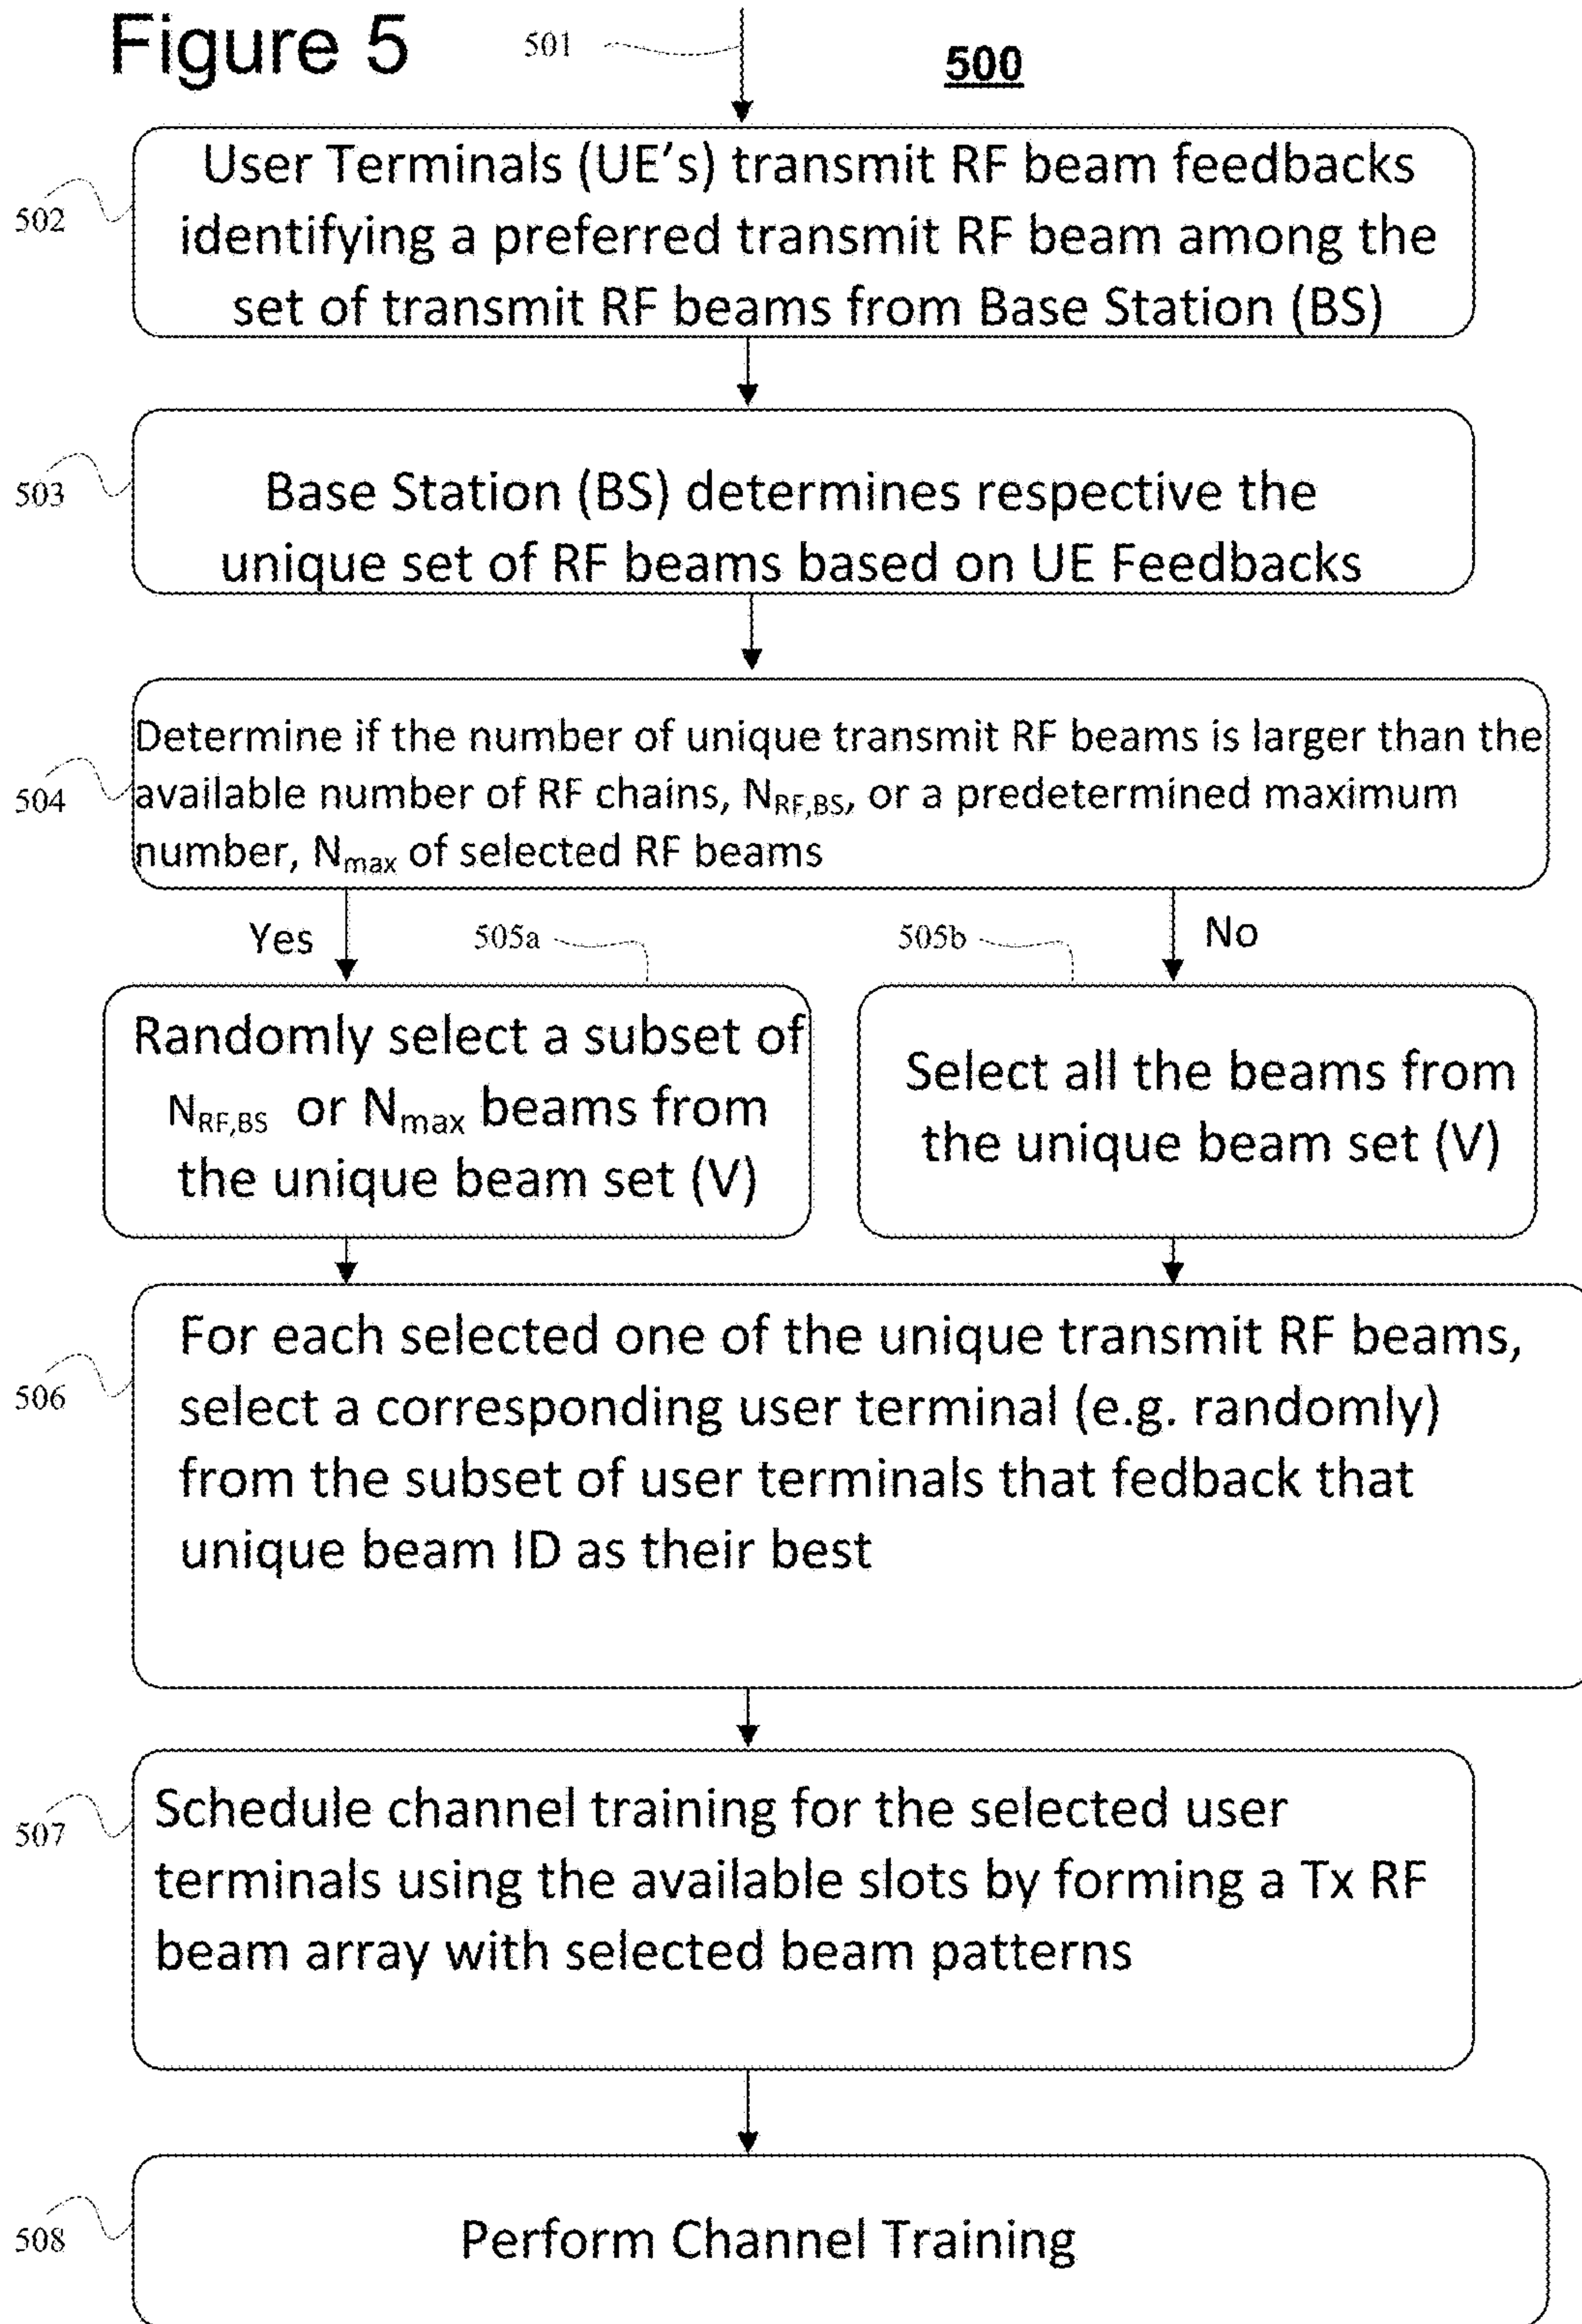 Figure 5
501
500
User Terminals (UE's) transmit RF beam feedbacks
identifying a preferred transmit RF beam among the
set of transmit RF beams from Base Station (BS)
502
Base Station (BS) determines respective the
unique set of RF beams based on UE Feedbacks
503
Determine if the number of unique transmit RF beams is larger than the
available number of RF chains, NRF,BS, or a predetermined maximum
number, Nmax of selected RF beams
504
Yes
505a
505b
No
Randomly select a subset of
NRF,BS or Nmax beams from
the unique beam set (V)
Select all the beams from
the unique beam set (V)
For each selected one of the unique transmit RF beams,
select a corresponding user terminal (e.g. randomly)
from the subset of user terminals that fedback that
unique beam ID as their best
506
Schedule channel training for the selected user
terminals using the available slots by forming a Tx RF
beam array with selected beam patterns
507
Perform Channel Training
508